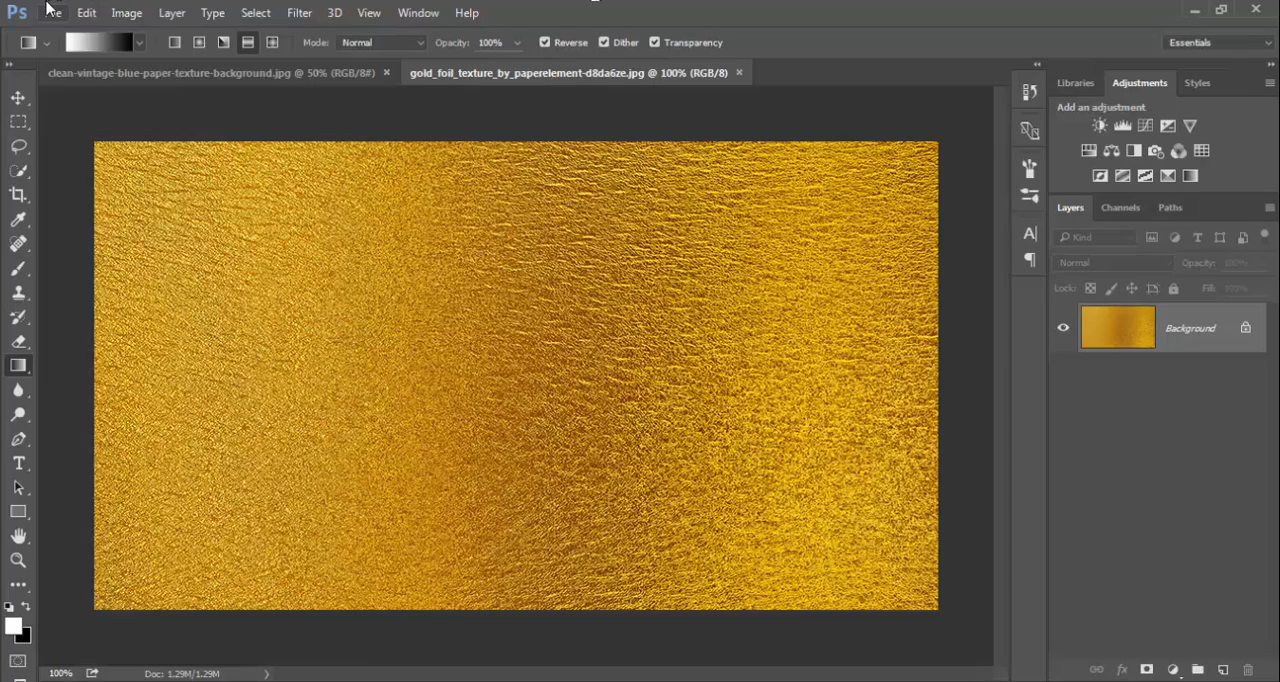 Ps File Edit Image Layer Type Select Filter 3D View Window Help
Mode: Normal Opacity: 100% Reverse Dither Transparency Essentials
clean-vintage-blue-paper-texture-background.jpg @ 50% (RGB/8#) × gold_foil_texture_by_paperelement-d8da6ze.jpg @ 100% (RGB/8) ×
Libraries Adjustments Styles
Add an adjustment
Layers Channels Paths
Kind
Normal Opacity: 100%
Lock: Fill: 100%
Background
100% Doc: 1.29M/1.29M